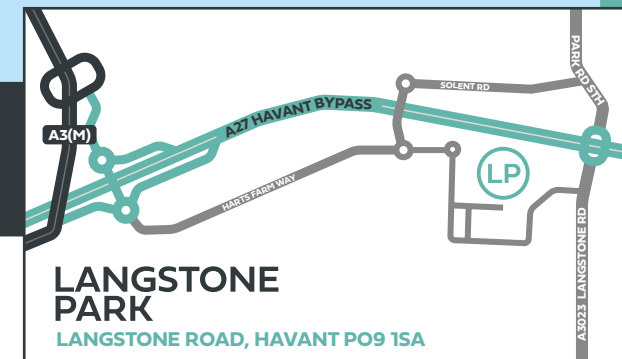 PARK RD STH
SOLENT RD
A27 HAVANT BYPASS
A3(M)
LP
HARTS FARM WAY
A3023 LANGSTONE RD
LANGSTONE
PARK
LANGSTONE ROAD, HAVANT PO9 1SA